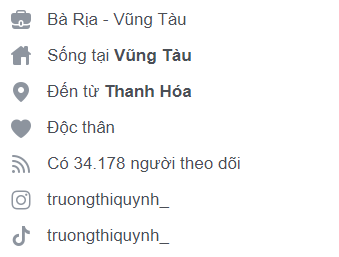 Bà Rịa - Vũng Tàu
Sống tại Vũng Tàu
Đến từ Thanh Hóa
Độc thân
Có 34.178 người theo dõi
truongthiquynh_
truongthiquynh_